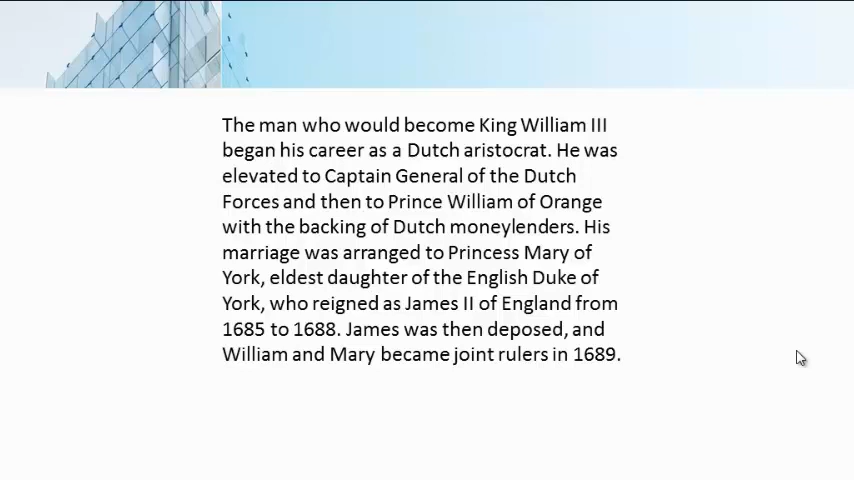 The man who would become King William III
began his career as a Dutch aristocrat. He was
elevated to Captain General of the Dutch
Forces and then to Prince William of Orange
with the backing of Dutch moneylenders. His
marriage was arranged to Princess Mary of
York, eldest daughter of the English Duke of
York, who reigned as James II of England from
1685 to 1688. James was then deposed, and
William and Mary became joint rulers in 1689.